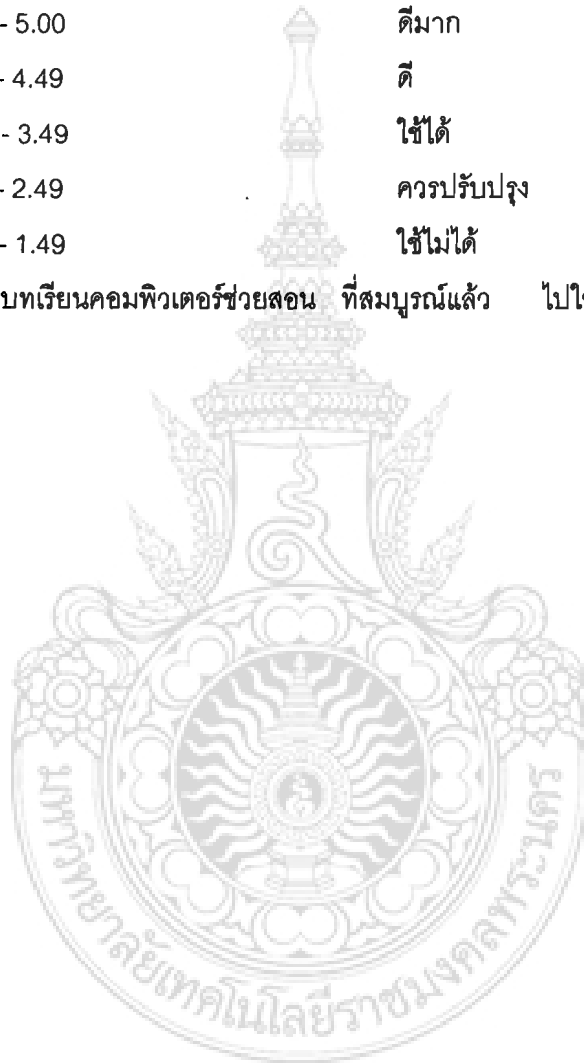 - 5.00 ดีมาก
- 4.49 ดี
- 3.49 ใช้ได้
- 2.49 ควรปรับปรุง
- 1.49 ใช้ไม่ได้
บทเรียนคอมพิวเตอร์ช่วยสอน ที่สมบูรณ์แล้ว ไปใ
มหาวิทยาลัยเทคโนโลยีราชมงคลพระนคร